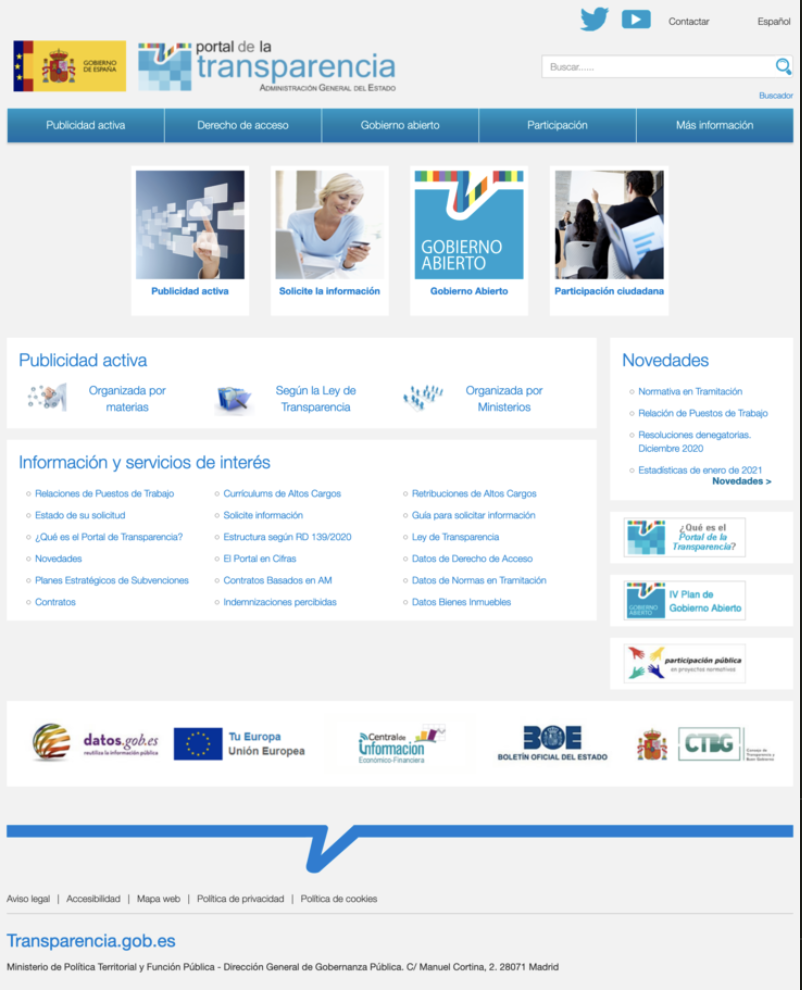 Contactar
Español
GOBIERNO
DE ESPAÑA
portal de la
transparencia
ADMINISTRACIÓN GENERAL DEL ESTADO
Buscar......
Buscador
Publicidad activa
Derecho de acceso
Gobierno abierto
Participación
Más información
GOBIERNO
ABIERTO
Publicidad activa
Solicite la información
Gobierno Abierto
Participación ciudadana
Publicidad activa
Organizada por
materias
Según la Ley de
Transparencia
Organizada por
Ministerios
Información y servicios de interés
Relaciones de Puestos de Trabajo
Currículums de Altos Cargos
Retribuciones de Altos Cargos
Estado de su solicitud
Solicite información
Guía para solicitar información
¿Qué es el Portal de Transparencia?
Estructura según RD 139/2020
Ley de Transparencia
Novedades
El Portal en Cifras
Datos de Derecho de Acceso
Planes Estratégicos de Subvenciones
Contratos Basados en AM
Datos de Normas en Tramitación
Contratos
Indemnizaciones percibidas
Datos Bienes Inmuebles
Novedades
Normativa en Tramitación
Relación de Puestos de Trabajo
Resoluciones denegatorias.
Diciembre 2020
Estadísticas de enero de 2021
Novedades >
¿Qué es el
Portal de la
Transparencia?
GOBIERNO
ABIERTO
IV Plan de
Gobierno Abierto
participación pública
en proyectos normativos
datos.gob.es
reutiliza la información pública
Tu Europa
Unión Europea
Central de
Información
Económico-Financiera
BOE
BOLETÍN OFICIAL DEL ESTADO
CTBG
Consejo de
Transparencia y
Buen Gobierno
Aviso legal | Accesibilidad | Mapa web | Política de privacidad | Política de cookies
Transparencia.gob.es
Ministerio de Política Territorial y Función Pública - Dirección General de Gobernanza Pública. C/ Manuel Cortina, 2. 28071 Madrid